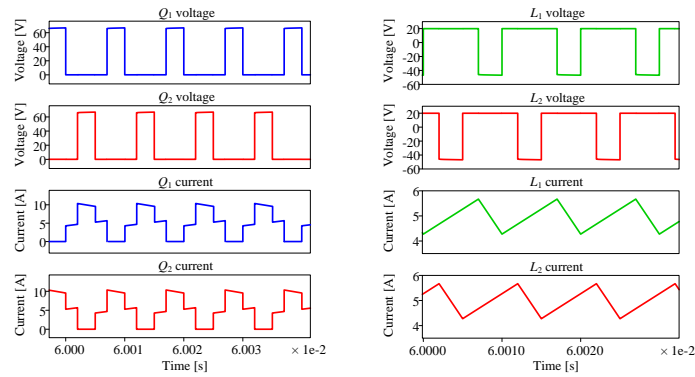 Q1 voltage
Voltage [V]
60
40
20
0
Q2 voltage
Voltage [V]
60
40
20
0
Q1 current
Current [A]
10
5
0
Q2 current
Current [A]
10
5
0
6.000 6.001 6.002 6.003 × 1e-2
Time [s]
L1 voltage
Voltage [V]
40
20
0
-20
-40
-60
L2 voltage
Voltage [V]
40
20
0
-20
-40
-60
L1 current
Current [A]
6
5
4
L2 current
Current [A]
6
5
4
6.0000 6.0010 6.0020 × 1e-2
Time [s]